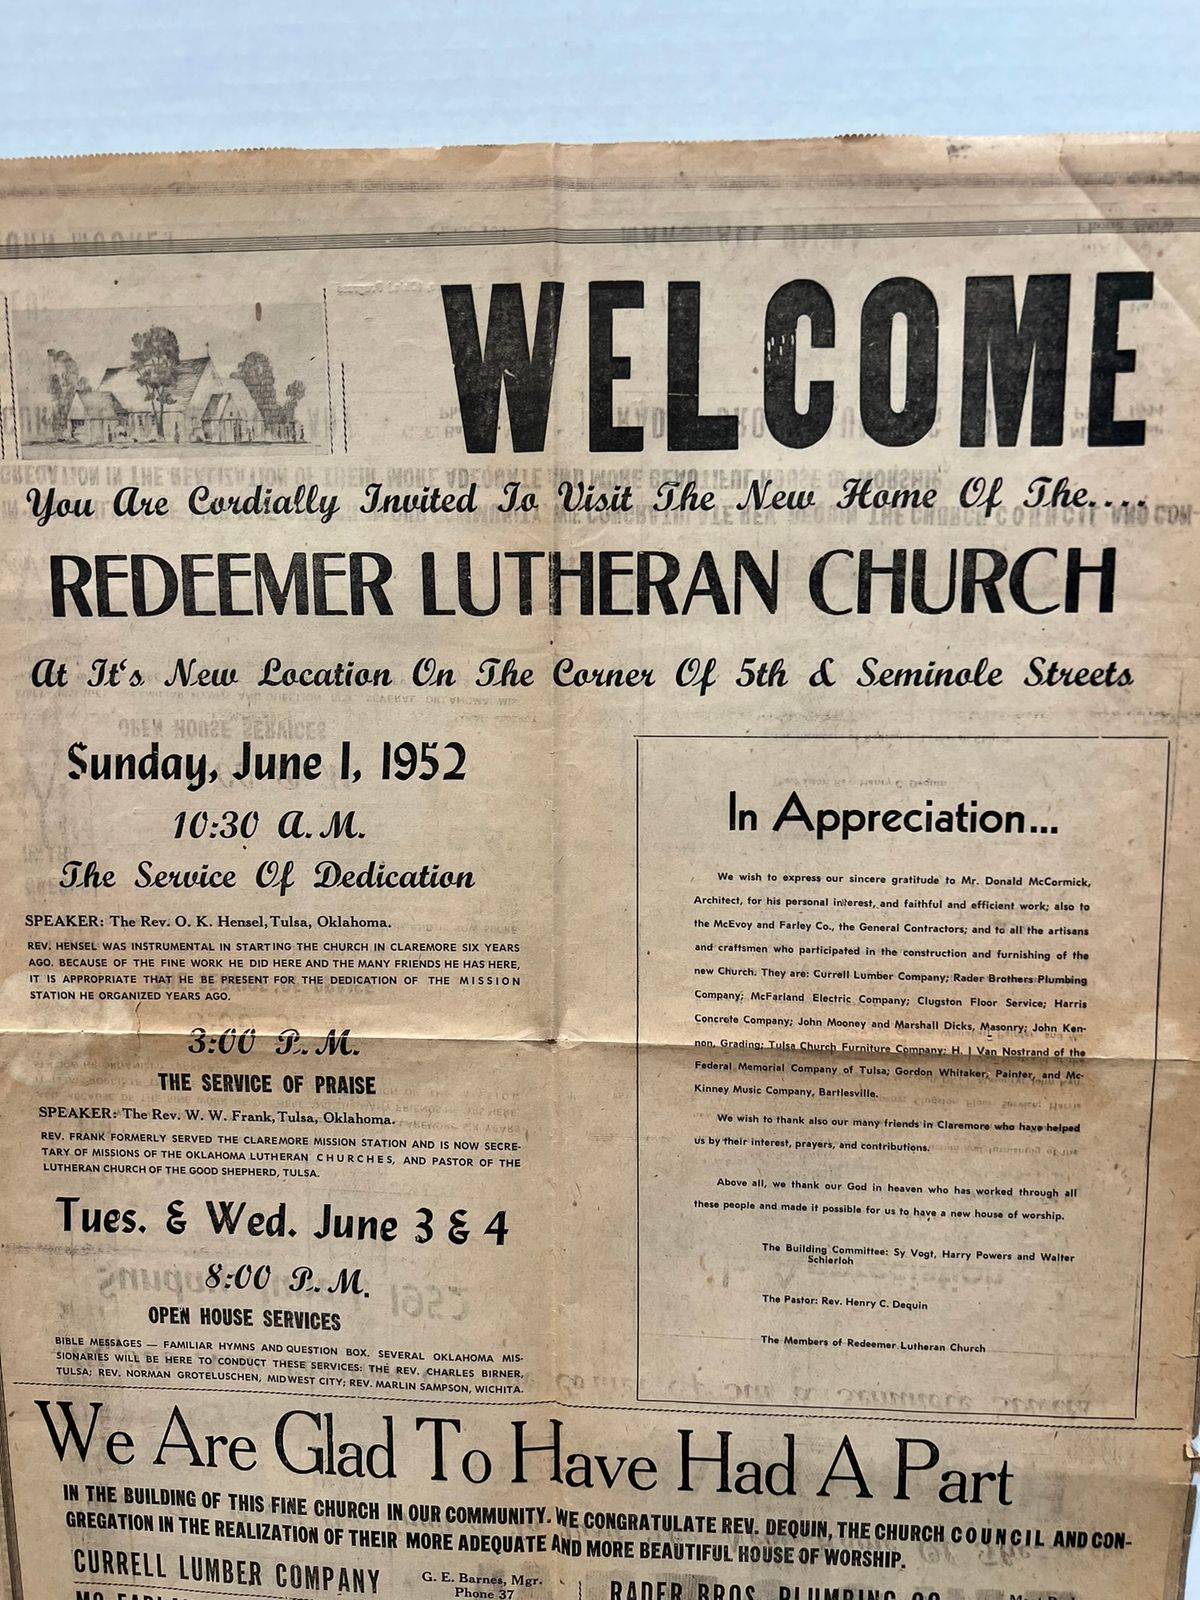 WELCOME
You Are Cordially Invited To Visit The New Home Of The....
REDEEMER LUTHERAN CHURCH
At It's New Location On The Corner Of 5th & Seminole Streets
Sunday, June 1, 1952
10:30 A.M.
The Service Of Dedication
SPEAKER: The Rev. O. K. Hensel, Tulsa, Oklahoma.
REV. HENSEL WAS INSTRUMENTAL IN STARTING THE CHURCH IN CLAREMORE SIX YEARS
AGO. BECAUSE OF THE FINE WORK HE DID HERE AND THE MANY FRIENDS HE HAS HERE,
IT IS APPROPRIATE THAT HE BE PRESENT FOR THE DEDICATION OF THE MISSION
STATION HE ORGANIZED YEARS AGO.
3:00 P.M.
THE SERVICE OF PRAISE
SPEAKER: The Rev. W. W. Frank, Tulsa, Oklahoma.
REV. FRANK FORMERLY SERVED THE CLAREMORE MISSION STATION AND IS NOW SECRE-
TARY OF MISSIONS OF THE OKLAHOMA LUTHERAN CHURCHES, AND PASTOR OF THE
LUTHERAN CHURCH OF THE GOOD SHEPHERD, TULSA.
Tues. & Wed. June 3 & 4
8:00 P.M.
OPEN HOUSE SERVICES
BIBLE MESSAGES — FAMILIAR HYMNS AND QUESTION BOX. SEVERAL OKLAHOMA MIS-
SIONARIES WILL BE HERE TO CONDUCT THESE SERVICES: THE REV. CHARLES BIRNER,
TULSA; REV. NORMAN GROTELUSCHEN, MIDWEST CITY; REV. MARLIN SAMPSON, WICHITA.
In Appreciation...
We wish to express our sincere gratitude to Mr. Donald McCormick,
Architect, for his personal interest, and faithful and efficient work; also to
the McEvoy and Farley Co., the General Contractors; and to all the artisans
and craftsmen who participated in the construction and furnishing of the
new Church. They are: Currell Lumber Company; Rader Brothers Plumbing
Company; McFarland Electric Company; Clugston Floor Service; Harris
Concrete Company; John Mooney and Marshall Dicks, Masonry; John Ken-
non, Grading; Tulsa Church Furniture Company; H. J Van Nostrand of the
Federal Memorial Company of Tulsa; Gordon Whitaker, Painter, and Mc-
Kinney Music Company, Bartlesville.
We wish to thank also our many friends in Claremore who have helped
us by their interest, prayers, and contributions.
Above all, we thank our God in heaven who has worked through all
these people and made it possible for us to have a new house of worship.
The Building Committee: Sy Vogt, Harry Powers and Walter
Schierloh
The Pastor: Rev. Henry C. Dequin
The Members of Redeemer Lutheran Church
We Are Glad To Have Had A Part
IN THE BUILDING OF THIS FINE CHURCH IN OUR COMMUNITY. WE CONGRATULATE REV. DEQUIN, THE CHURCH COUNCIL AND CON-
GREGATION IN THE REALIZATION OF THEIR MORE ADEQUATE AND MORE BEAUTIFUL HOUSE OF WORSHIP.
CURRELL LUMBER COMPANY
G. E. Barnes, Mgr.
Phone 37
RADER BROS. PLUMBING CO.